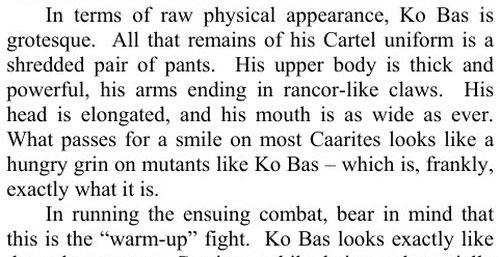 In terms of raw physical appearance, Ko Bas is
grotesque.  All that remains of his Cartel uniform is a
shredded pair of pants.  His upper body is thick and
powerful, his arms ending in rancor-like claws.  His
head is elongated, and his mouth is as wide as ever.
What passes for a smile on most Caarites looks like a
hungry grin on mutants like Ko Bas – which is, frankly,
exactly what it is.
In running the ensuing combat, bear in mind that
this is the “warm-up” fight.  Ko Bas looks exactly like